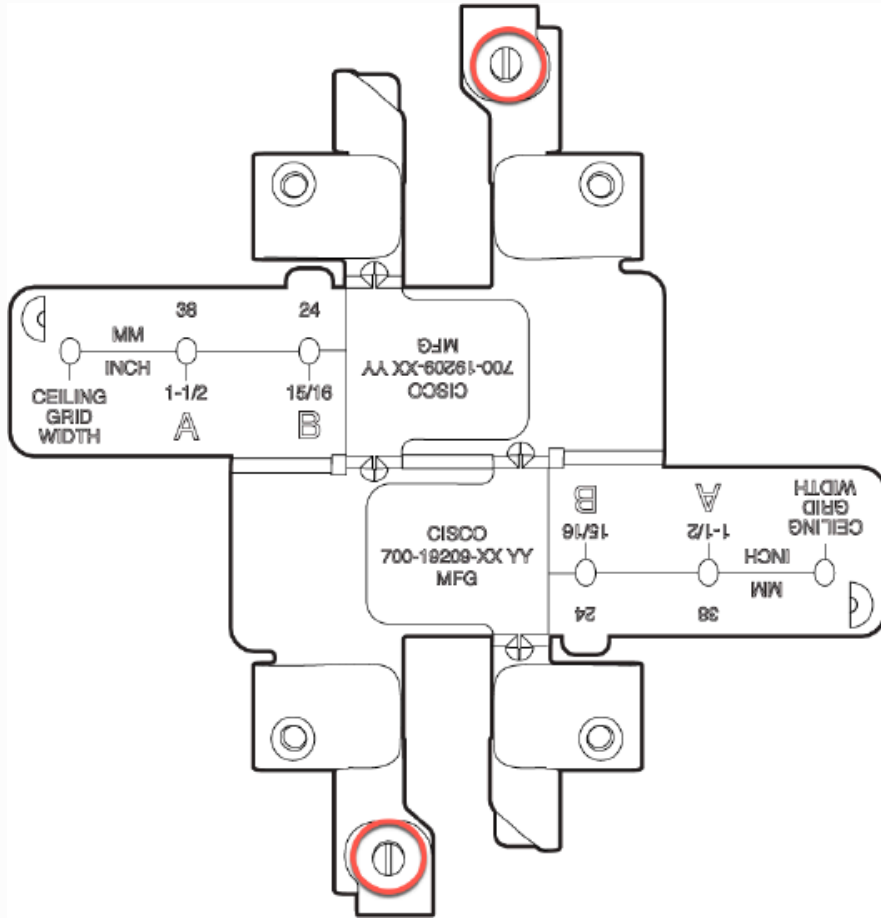 38
24
MM
INCH
1-1/2
15/16
CEILING
GRID
WIDTH
A
B
CISCO
700-19209-XX YY
MFG
CISCO
700-19209-XX YY
MFG
B
A
15/16
1-1/2
CEILING
GRID
WIDTH
INCH
MM
24
38